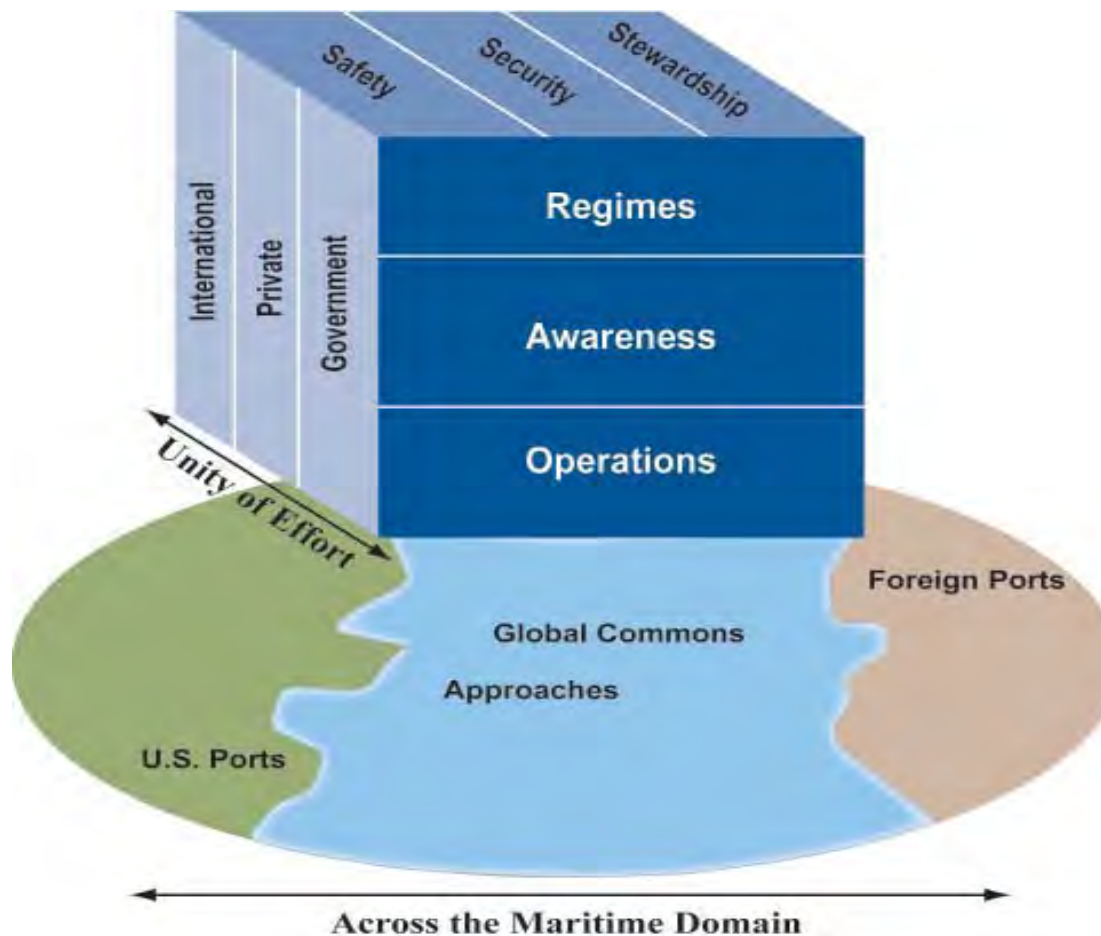 Safety
Security
Stewardship
International
Private
Government
Regimes
Awareness
Operations
Unity of Effort
Foreign Ports
Global Commons
Approaches
U.S. Ports
Across the Maritime Domain